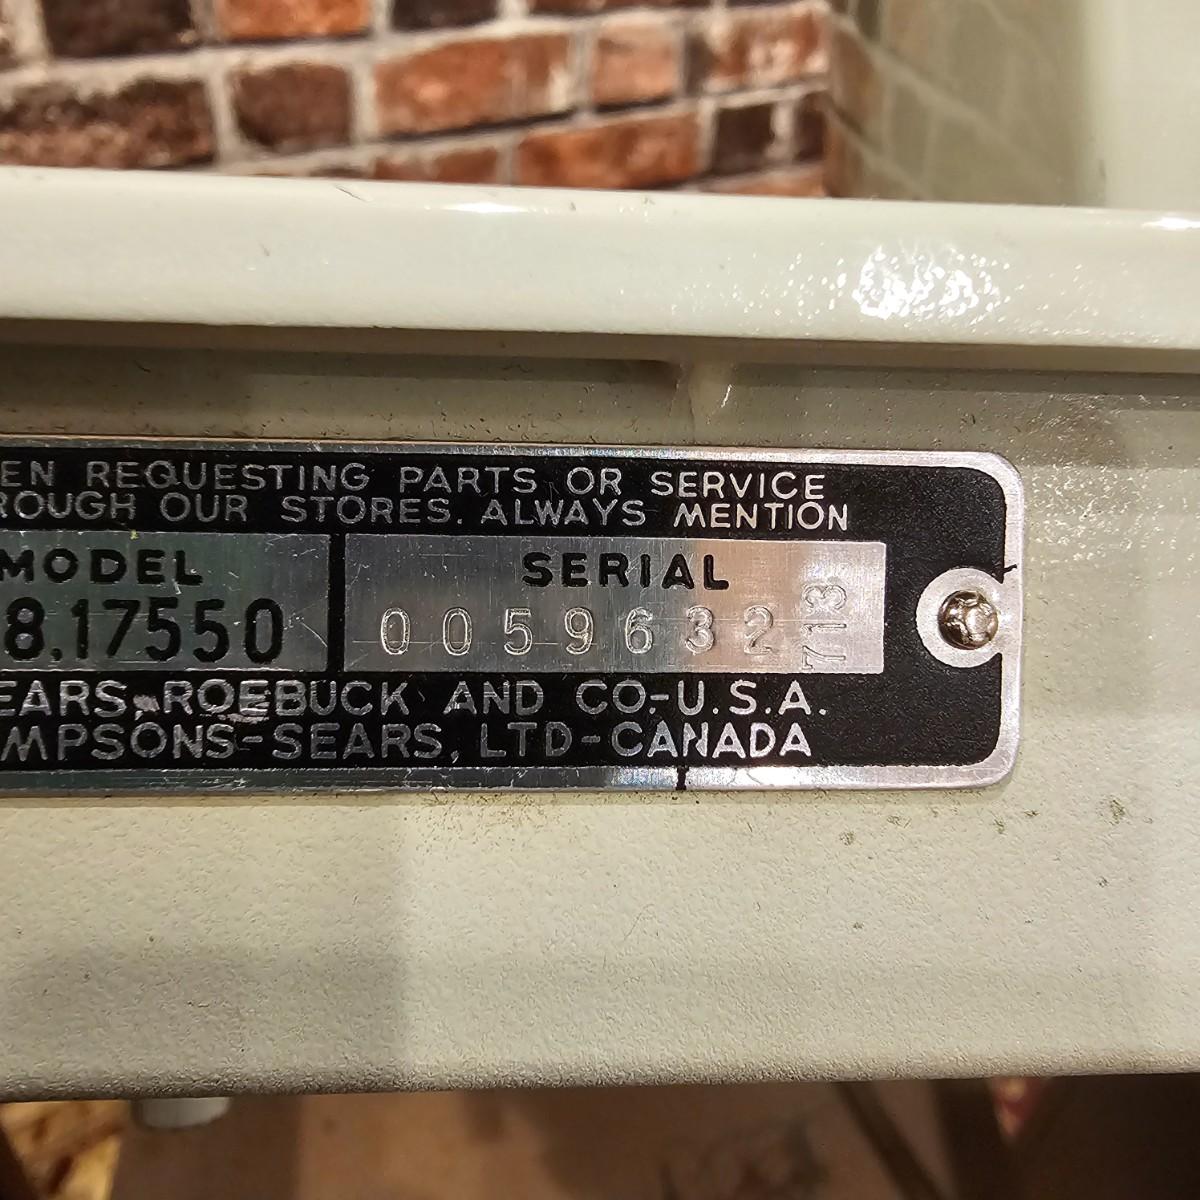 EN REQUESTING PARTS OR SERVICE
ROUGH OUR STORES. ALWAYS MENTION
MODEL
8.17550
SERIAL
0059632
713
EARS, ROEBUCK AND CO.-U.S.A.
MPSONS-SEARS, LTD-CANADA